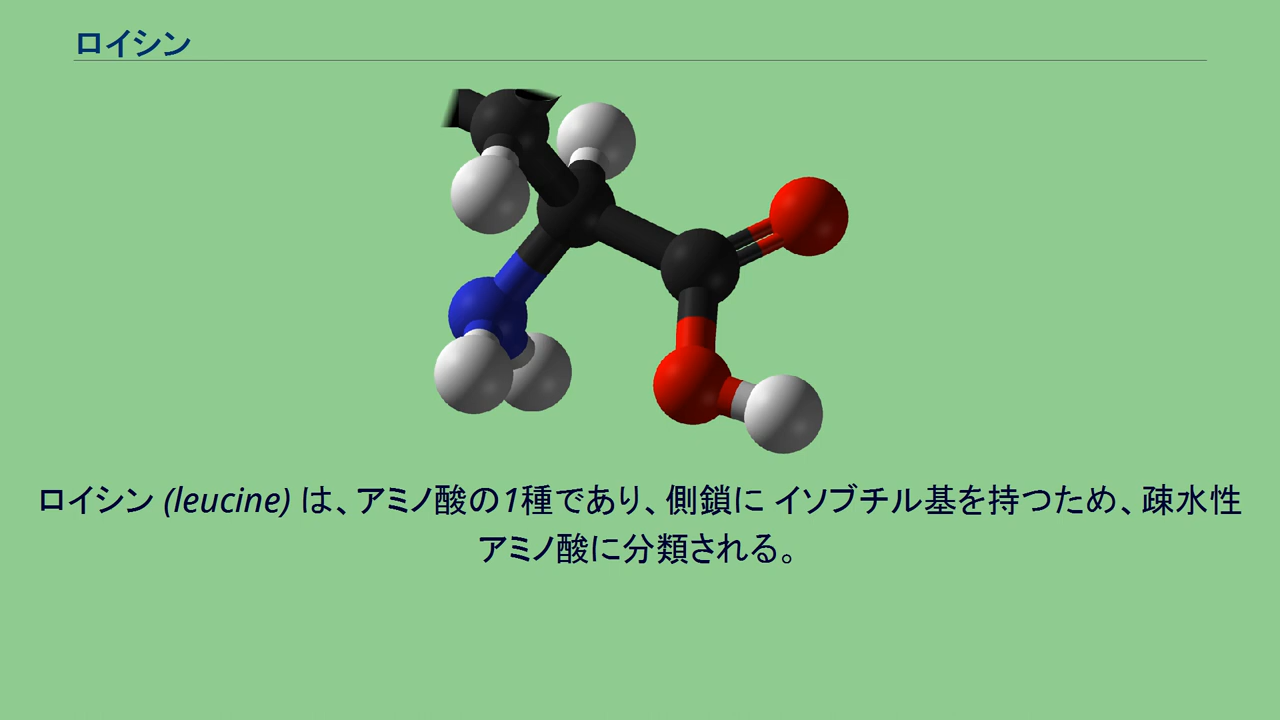 ロイシン
ロイシン (leucine) は、アミノ酸の1種であり、側鎖に イソブチル基を持つため、疎水性
アミノ酸に分類される。